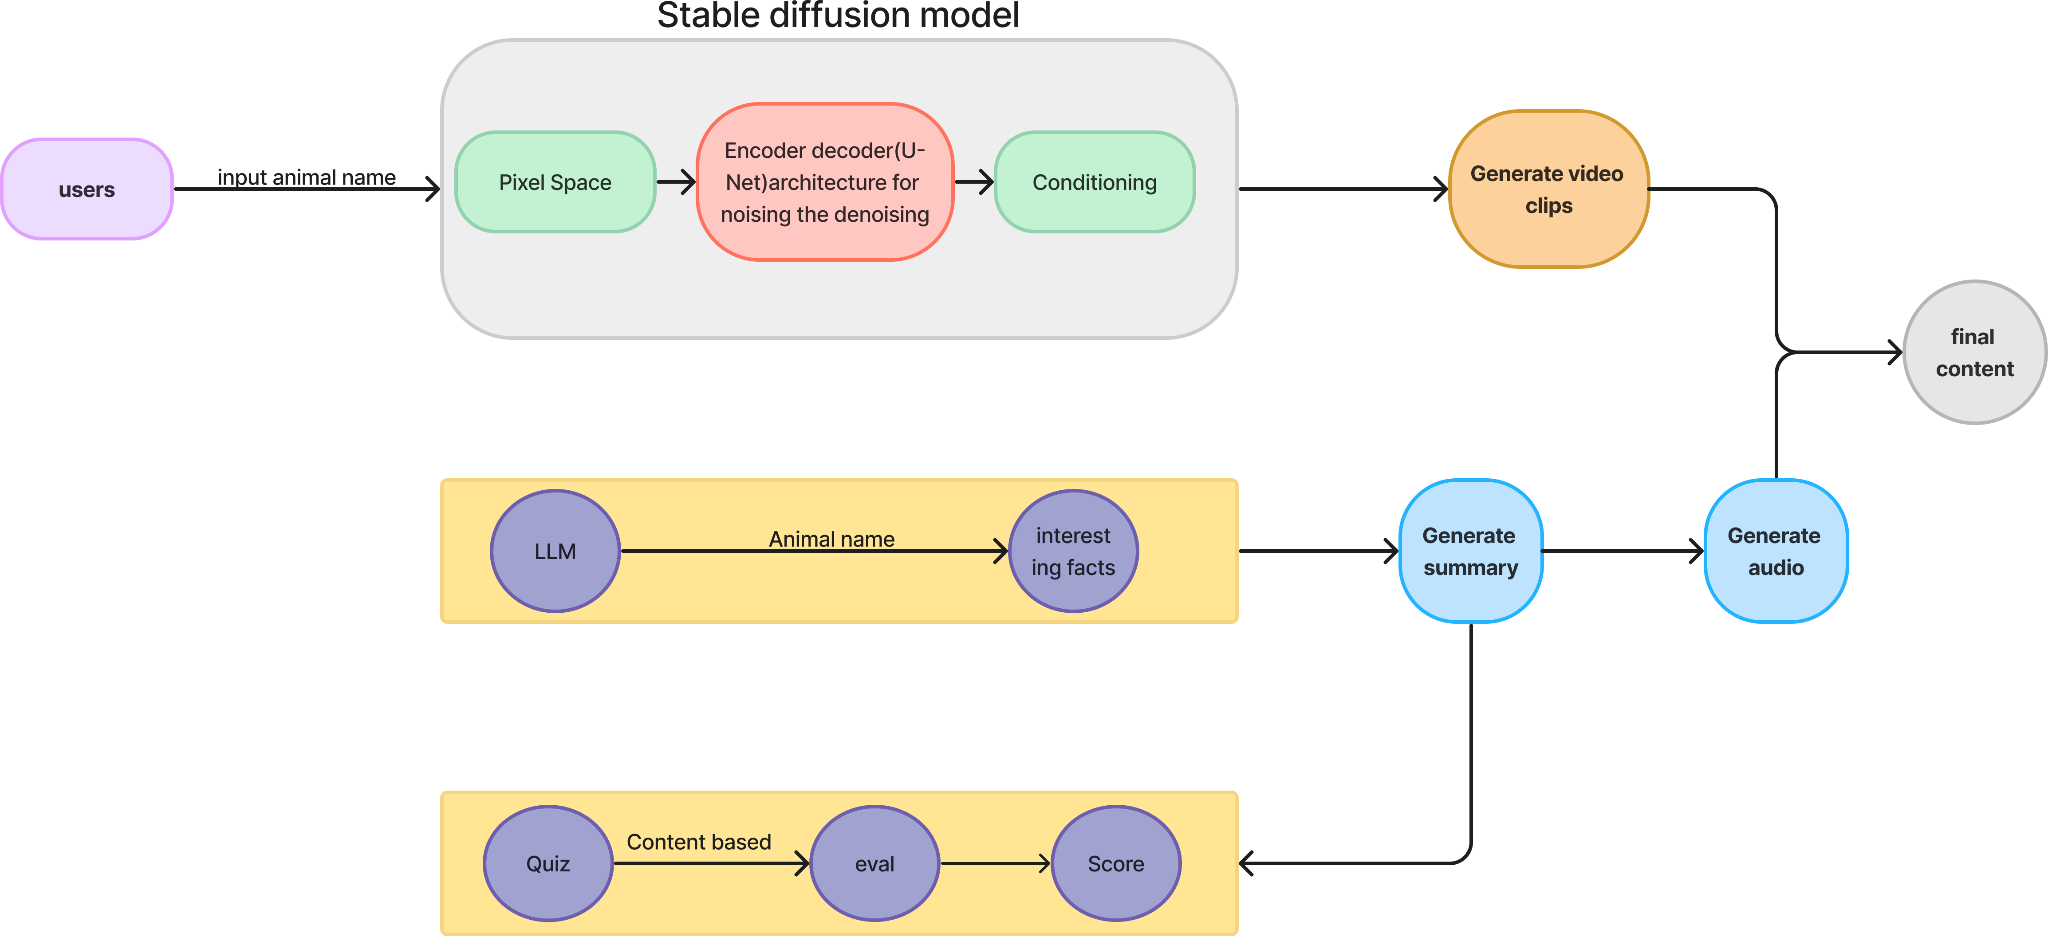 Stable diffusion model
users
input animal name
Pixel Space
Encoder decoder(U-
Net)architecture for
noising the denoising
Conditioning
Generate video
clips
final
content
LLM
Animal name
interest
ing facts
Generate
summary
Generate
audio
Quiz
Content based
eval
Score